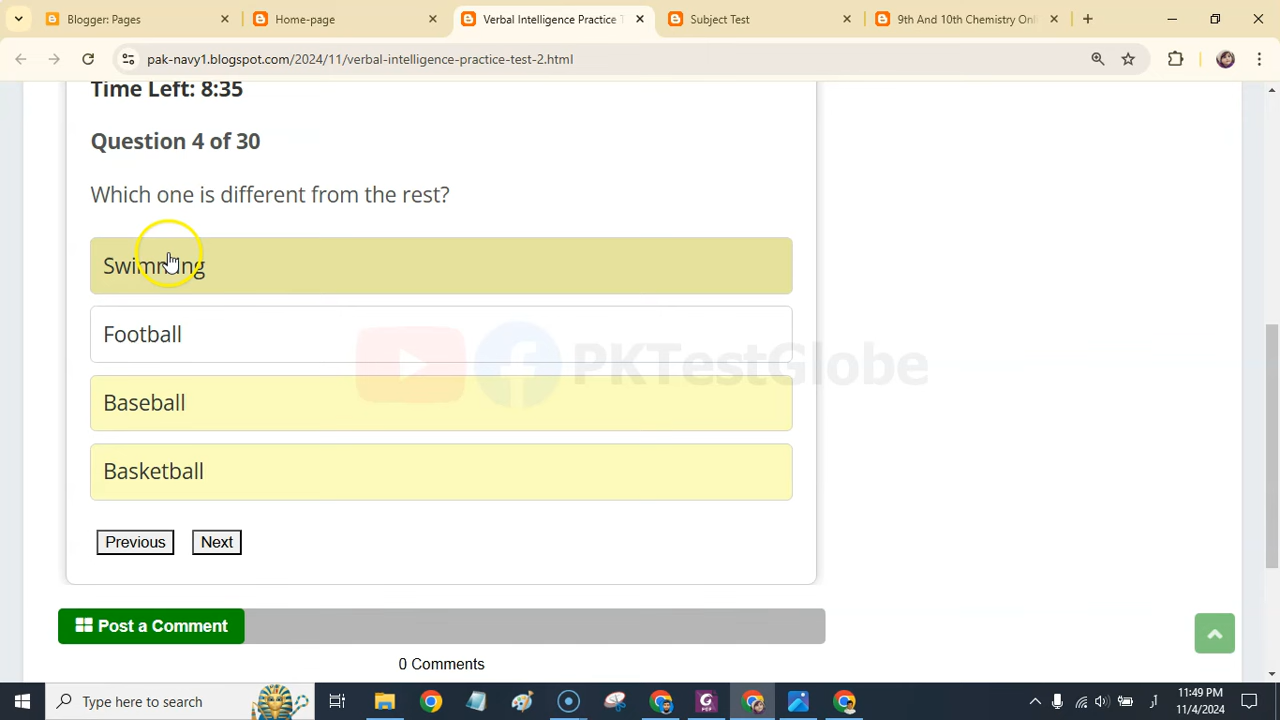 Blogger: Pages
Home-page
Verbal Intelligence Practice T
Subject Test
9th And 10th Chemistry Onl
pak-navy1.blogspot.com/2024/11/verbal-intelligence-practice-test-2.html
Time Left: 8:35
Question 4 of 30
Which one is different from the rest?
Swimming
Football
PKTestGlobe
Baseball
Basketball
Previous
Next
Post a Comment
0 Comments
Type here to search
11:49 PM
11/4/2024